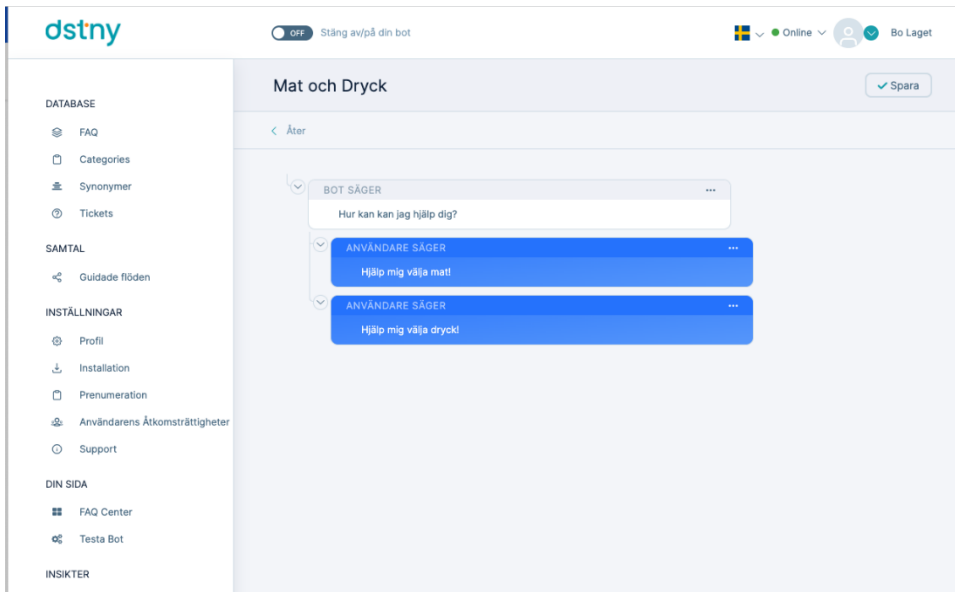 dstny
OFF
Stäng av/på din bot
Online
Bo Laget
Mat och Dryck
Spara
Åter
DATABASE
FAQ
Categories
Synonymer
Tickets
SAMTAL
Guidade flöden
INSTÄLLNINGAR
Profil
Installation
Prenumeration
Användarens Åtkomsträttigheter
Support
DIN SIDA
FAQ Center
Testa Bot
INSIKTER
BOT SÄGER
Hur kan kan jag hjälp dig?
ANVÄNDARE SÄGER
Hjälp mig välja mat!
ANVÄNDARE SÄGER
Hjälp mig välja dryck!